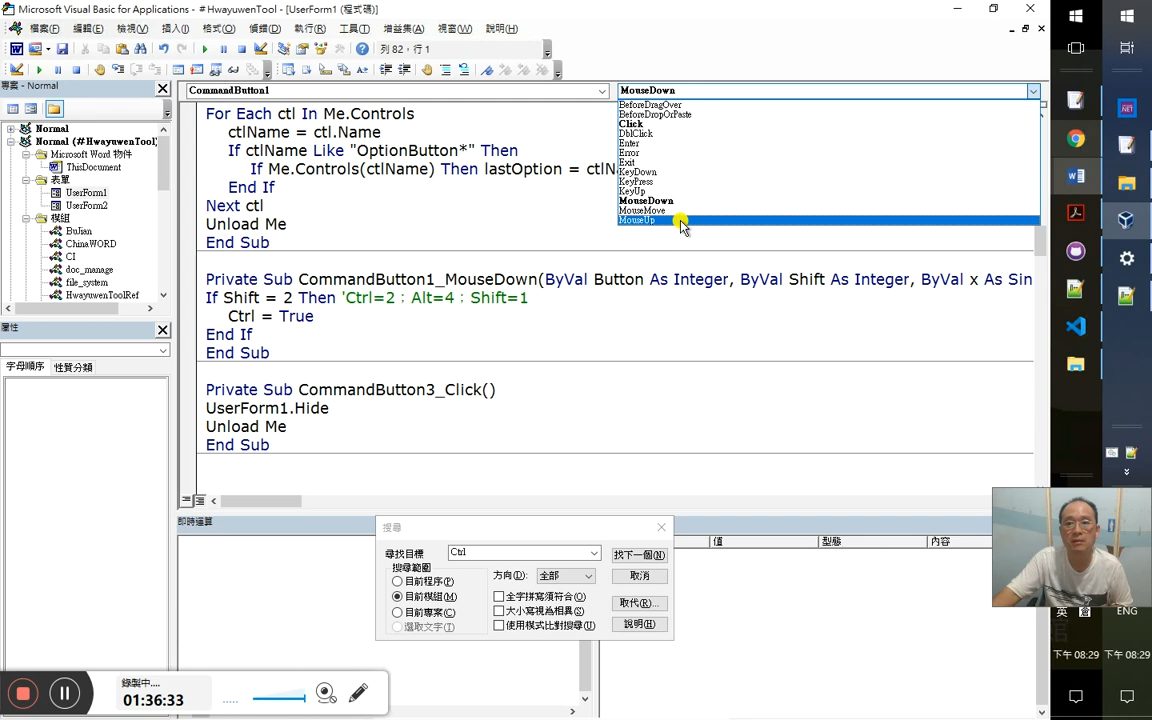 Microsoft Visual Basic for Applications - #HwayuwenTool - [UserForm1 (程式碼)]
檔案(F) 編輯(E) 檢視(V) 插入(I) 格式(O) 偵錯(D) 執行(R) 工具(T) 增益集(A) 視窗(W) 說明(H)
列 82, 行 1
專案 - Normal
CommandButton1
MouseDown
BeforeDragOver
BeforeDropOrPaste
Click
DblClick
Enter
Error
Exit
KeyDown
KeyPress
KeyUp
MouseDown
MouseMove
MouseUp
Normal
Normal (#HwayuwenTool)
Microsoft Word 物件
ThisDocument
表單
UserForm1
UserForm2
模組
BuJian
ChinaWORD
CI
doc_manage
file_system
HwayuwenToolRef
屬性
字母順序 性質分類
For Each ctl In Me.Controls
ctlName = ctl.Name
If ctlName Like "OptionButton*" Then
If Me.Controls(ctlName) Then lastOption = ctlN
End If
Next ctl
Unload Me
End Sub
Private Sub CommandButton1_MouseDown(ByVal Button As Integer, ByVal Shift As Integer, ByVal x As Sin
If Shift = 2 Then 'Ctrl=2；Alt=4；Shift=1
Ctrl = True
End If
End Sub
Private Sub CommandButton3_Click()
UserForm1.Hide
Unload Me
End Sub
即時運算
值 型態 內容
搜尋
尋找目標 Ctrl 找下一個(N)
搜尋範圍
目前程序(P)
目前模組(M)
目前專案(C)
選取文字(T)
方向(D): 全部
取消
全字拼寫須符合(O)
大小寫視為相異(S)
使用模式比對搜尋(U)
取代(R)...
說明(H)
錄製中....
01:36:33
.NET
英 倉 ENG
下午 08:29 下午 08:29